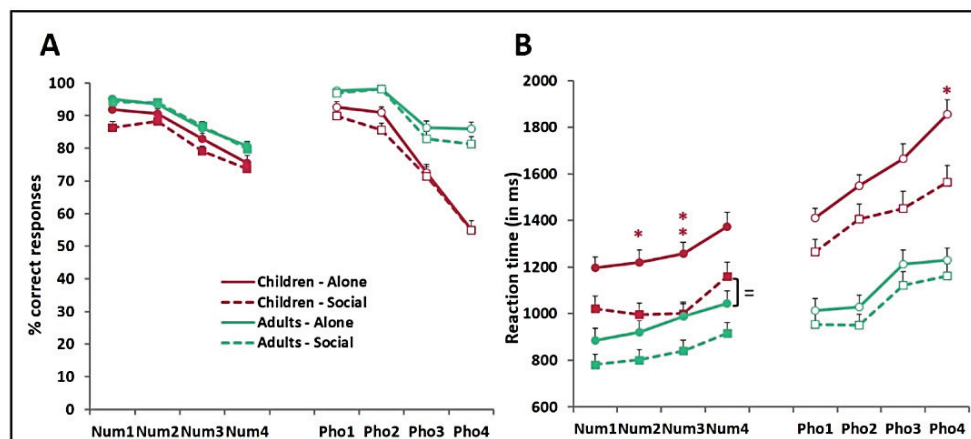 A
B
% correct responses
100
90
80
70
60
50
40
30
20
10
0
Children - Alone
Children - Social
Adults - Alone
Adults - Social
Num1 Num2 Num3 Num4 Pho1 Pho2 Pho3 Pho4
Reaction time (in ms)
2000
1800
1600
1400
1200
1000
800
600
*
*
*
*
=
Num1 Num2 Num3 Num4 Pho1 Pho2 Pho3 Pho4